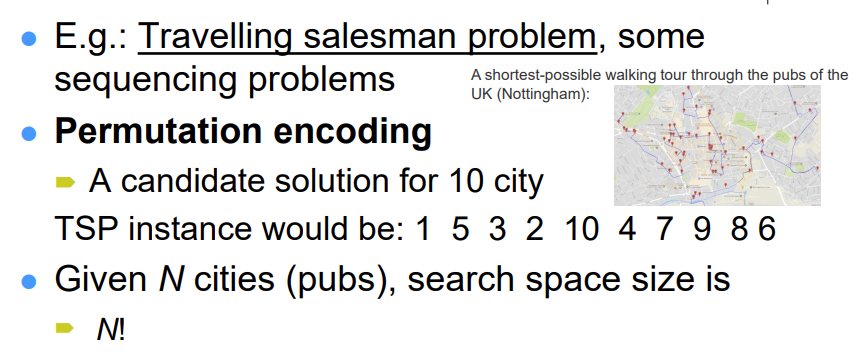 E.g.: Travelling salesman problem, some
sequencing problems
A shortest-possible walking tour through the pubs of the
UK (Nottingham):
Permutation encoding
A candidate solution for 10 city
TSP instance would be: 1 5 3 2 10 4 7 9 8 6
Given N cities (pubs), search space size is
N!